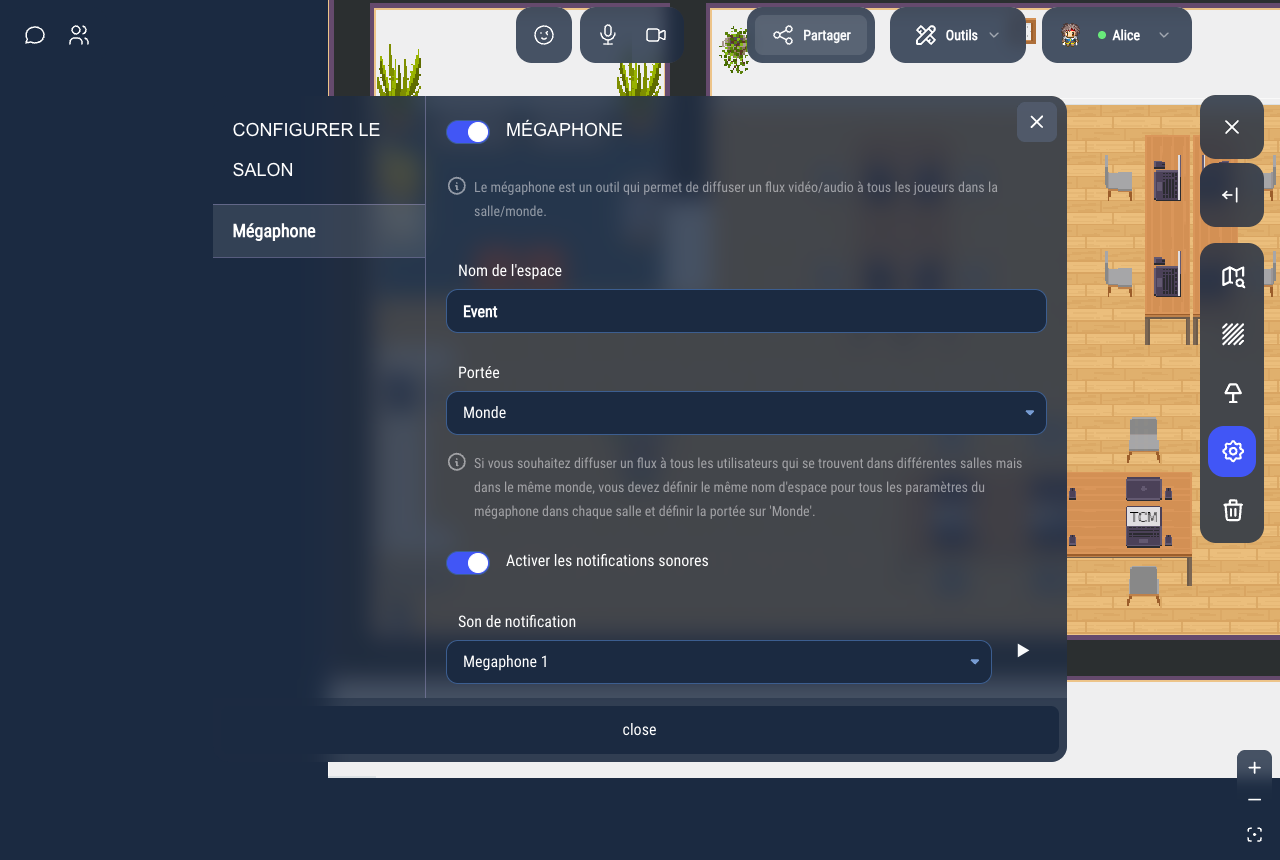 Partager
Outils
Alice
CONFIGURER LE
SALON
Mégaphone
MÉGAPHONE
Le mégaphone est un outil qui permet de diffuser un flux vidéo/audio à tous les joueurs dans la
salle/monde.
Nom de l'espace
Event
Portée
Monde
Si vous souhaitez diffuser un flux à tous les utilisateurs qui se trouvent dans différentes salles mais
dans le même monde, vous devez définir le même nom d'espace pour tous les paramètres du
mégaphone dans chaque salle et définir la portée sur 'Monde'.
Activer les notifications sonores
Son de notification
Megaphone 1
close
TCM